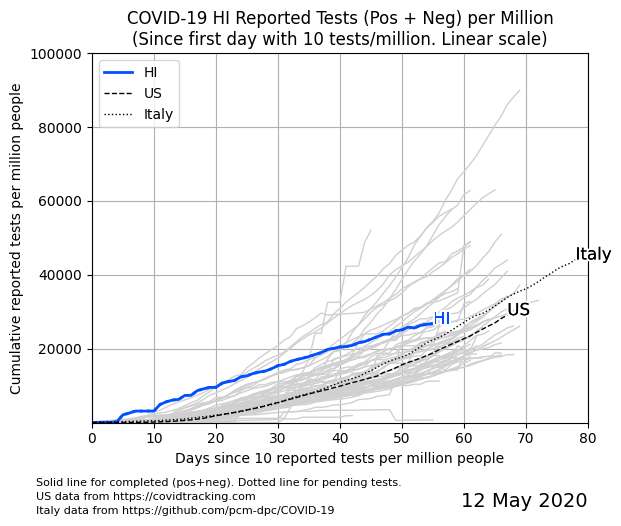 COVID-19 HI Reported Tests (Pos + Neg) per Million
(Since first day with 10 tests/million. Linear scale)
Cumulative reported tests per million people
100000
80000
60000
40000
20000
HI
US
Italy
Italy
US
HI
0 10 20 30 40 50 60 70 80
Days since 10 reported tests per million people
Solid line for completed (pos+neg). Dotted line for pending tests.
US data from https://covidtracking.com
Italy data from https://github.com/pcm-dpc/COVID-19
12 May 2020